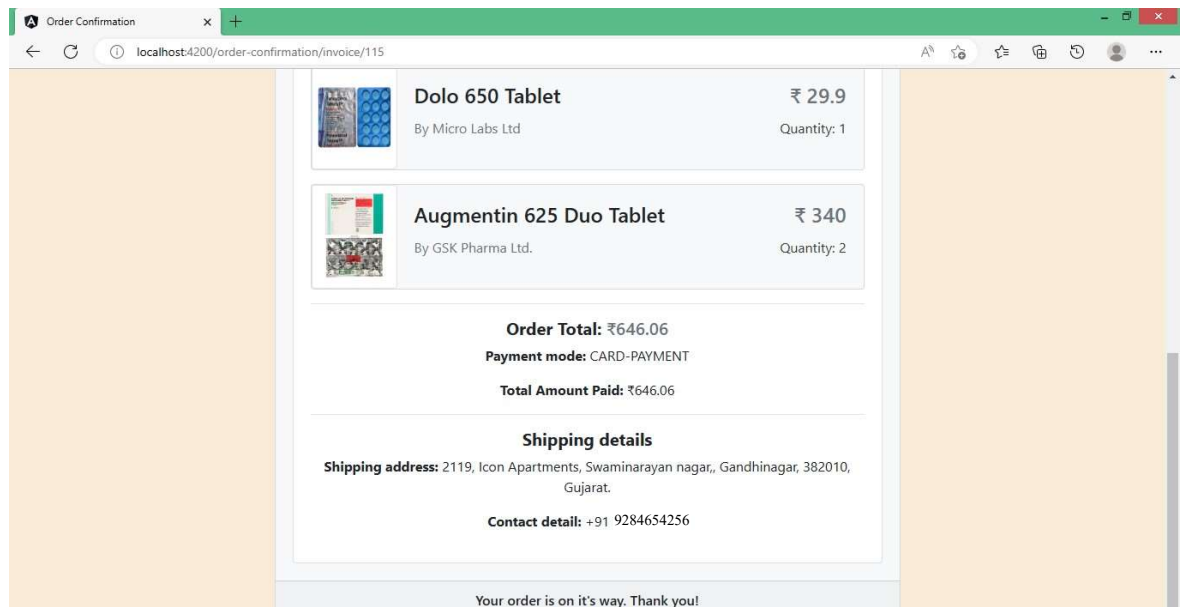 Order Confirmation
localhost:4200/order-confirmation/invoice/115
Dolo 650 Tablet ₹ 29.9
By Micro Labs Ltd Quantity: 1
Augmentin 625 Duo Tablet ₹ 340
By GSK Pharma Ltd. Quantity: 2
Order Total: ₹646.06
Payment mode: CARD-PAYMENT
Total Amount Paid: ₹646.06
Shipping details
Shipping address: 2119, Icon Apartments, Swaminarayan nagar,, Gandhinagar, 382010,
Gujarat.
Contact detail: +91 9284654256
Your order is on it's way. Thank you!